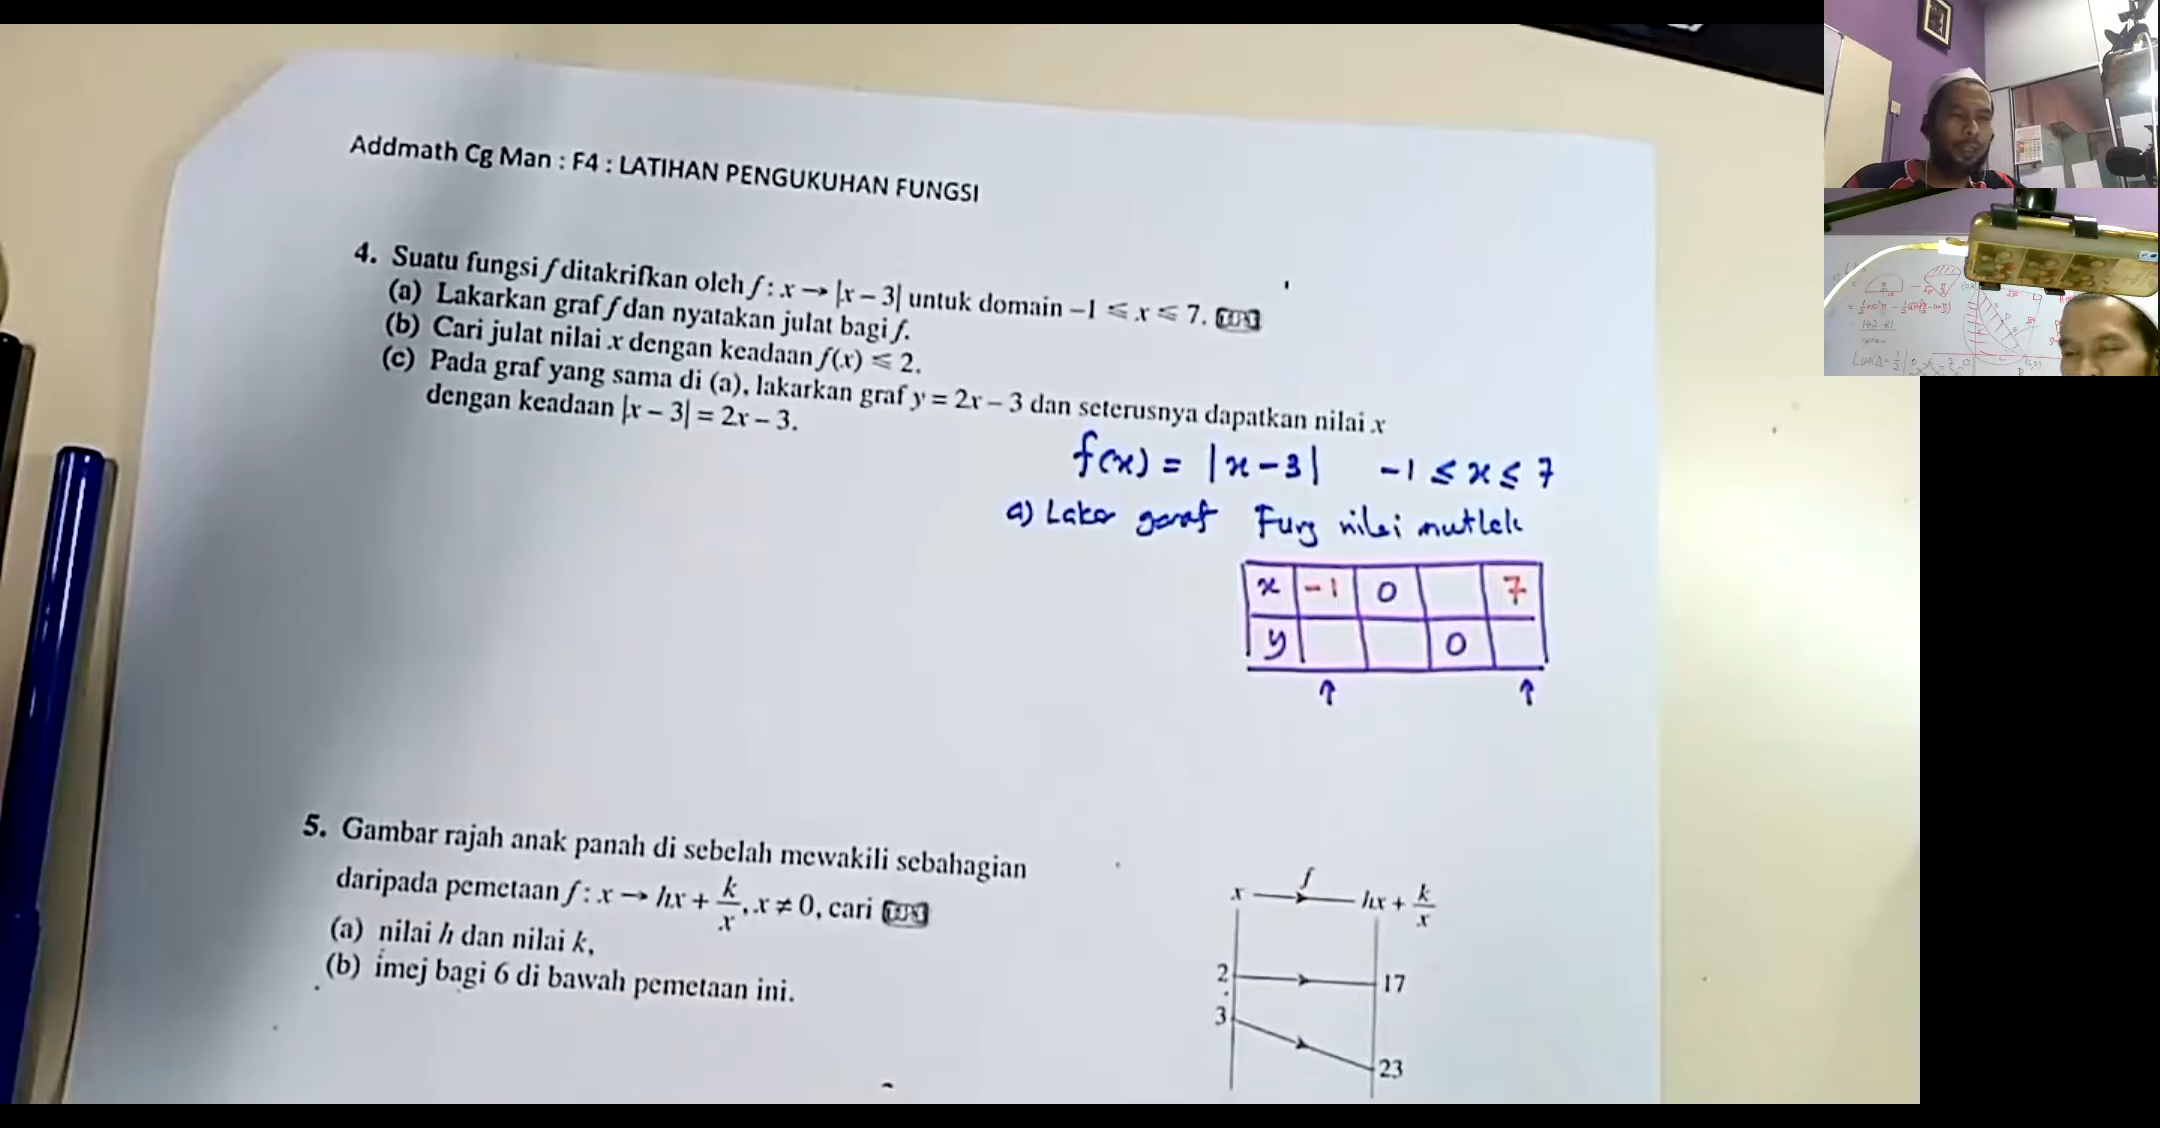 Addmath Cg Man : F4 : LATIHAN PENGUKUHAN FUNGSI
4. Suatu fungsi f ditakrifkan oleh f : x → |x – 3| untuk domain –1 ⩽ x ⩽ 7.
(a) Lakarkan graf f dan nyatakan julat bagi f.
(b) Cari julat nilai x dengan keadaan f(x) ⩽ 2.
(c) Pada graf yang sama di (a), lakarkan graf y = 2x – 3 dan seterusnya dapatkan nilai x
dengan keadaan |x – 3| = 2x – 3.
f(x) = |x – 3| –1 ≤ x ≤ 7
a) Lakar graf Fung nilai mutlak
x –1 0 7
y 0
↑ ↑
5. Gambar rajah anak panah di sebelah mewakili sebahagian
daripada pemetaan f : x → hx + k/x, x ≠ 0, cari
(a) nilai h dan nilai k,
(b) imej bagi 6 di bawah pemetaan ini.
f
x hx + k/x
2 17
3 23